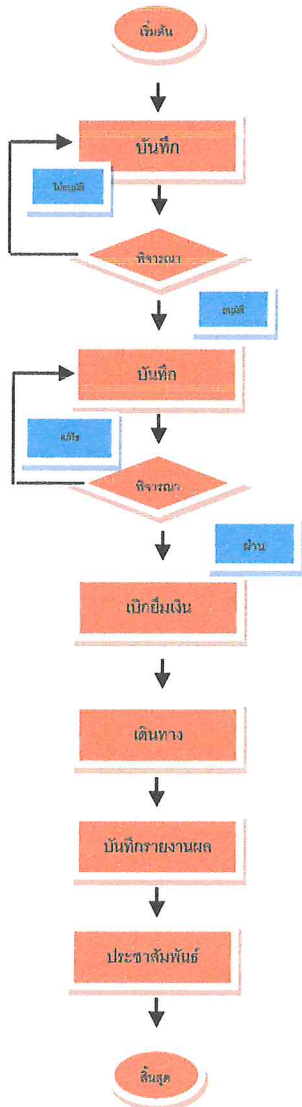 เริ่มต้น
บันทึก
ไม่อนุมัติ
พิจารณา
อนุมัติ
บันทึก
แก้ไข
พิจารณา
ผ่าน
เบิกยืมเงิน
เดินทาง
บันทึกรายงานผล
ประชาสัมพันธ์
สิ้นสุด